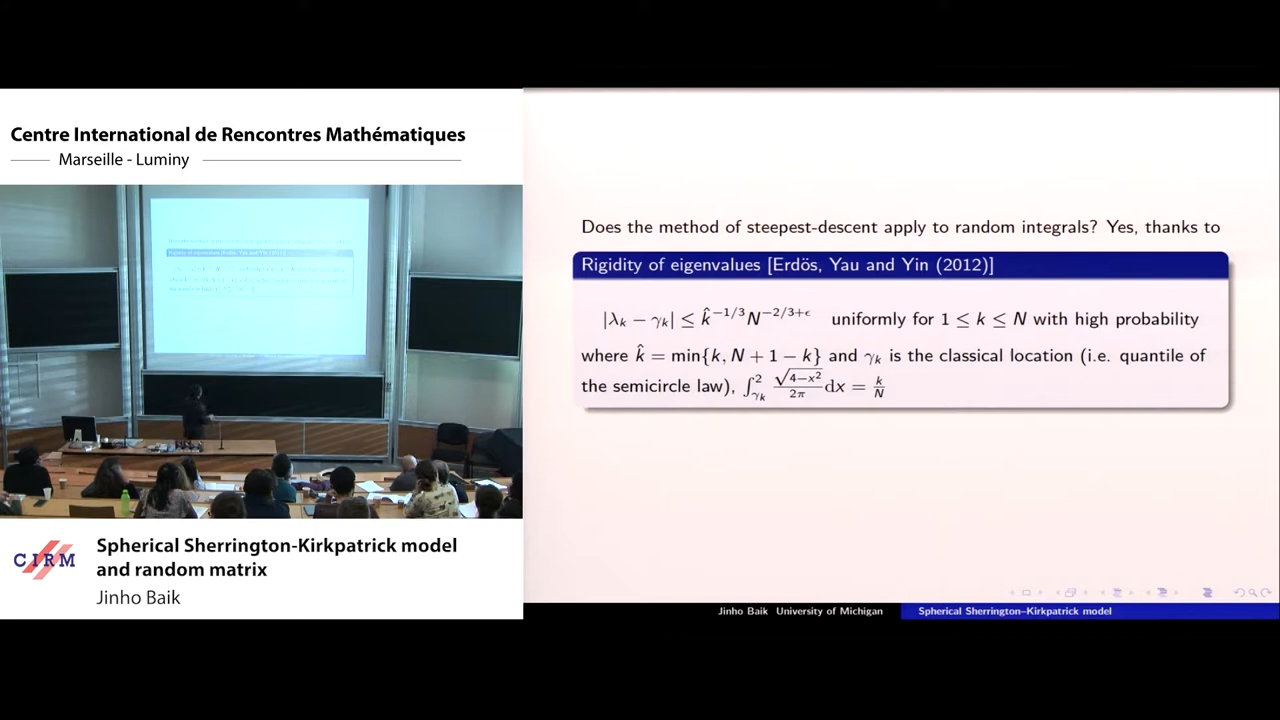 Centre International de Rencontres Mathématiques
Marseille - Luminy
Does the method of steepest-descent apply to random integrals? Yes, thanks to
Rigidity of eigenvalues [Erdös, Yau and Yin (2012)]
|λ_k − γ_k| ≤ k̂^{−1/3} N^{−2/3+ϵ} uniformly for 1 ≤ k ≤ N with high probability
where k̂ = min{k, N + 1 − k} and γ_k is the classical location (i.e. quantile of
the semicircle law), ∫_{γ_k}^{2} \frac{\sqrt{4−x^2}}{2π} dx = \frac{k}{N}
CIRM
Spherical Sherrington-Kirkpatrick model
and random matrix
Jinho Baik
Jinho Baik University of Michigan
Spherical Sherrington–Kirkpatrick model